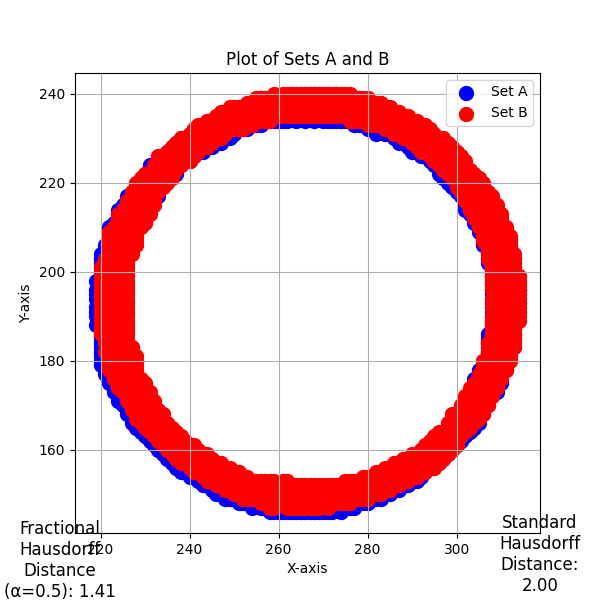 Plot of Sets A and B
Set A
Set B
240
220
200
180
160
Y-axis
220
240
260
280
300
X-axis
Fractional
Hausdorff
Distance
(α=0.5): 1.41
Standard
Hausdorff
Distance:
2.00